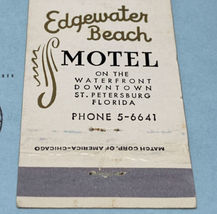 Edgewater
Beach
MOTEL
ON THE
WATERFRONT
DOWNTOWN
ST. PETERSBURG
FLORIDA
PHONE 5-6641
MATCH CORP. OF AMERICA-CHICAGO